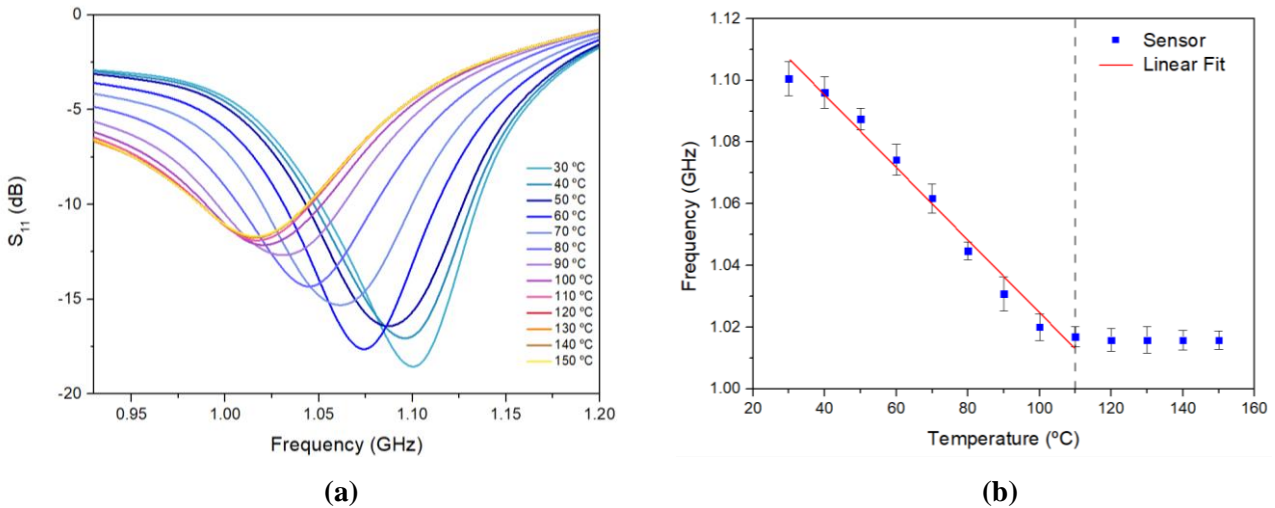 0
-5
-10
-15
-20
S11 (dB)
0.95
1.00
1.05
1.10
1.15
1.20
Frequency (GHz)
30 ºC
40 ºC
50 ºC
60 ºC
70 ºC
80 ºC
90 ºC
100 ºC
110 ºC
120 ºC
130 ºC
140 ºC
150 ºC
(a)
1.12
1.10
1.08
1.06
1.04
1.02
1.00
Frequency (GHz)
Sensor
Linear Fit
20
40
60
80
100
120
140
160
Temperature (ºC)
(b)